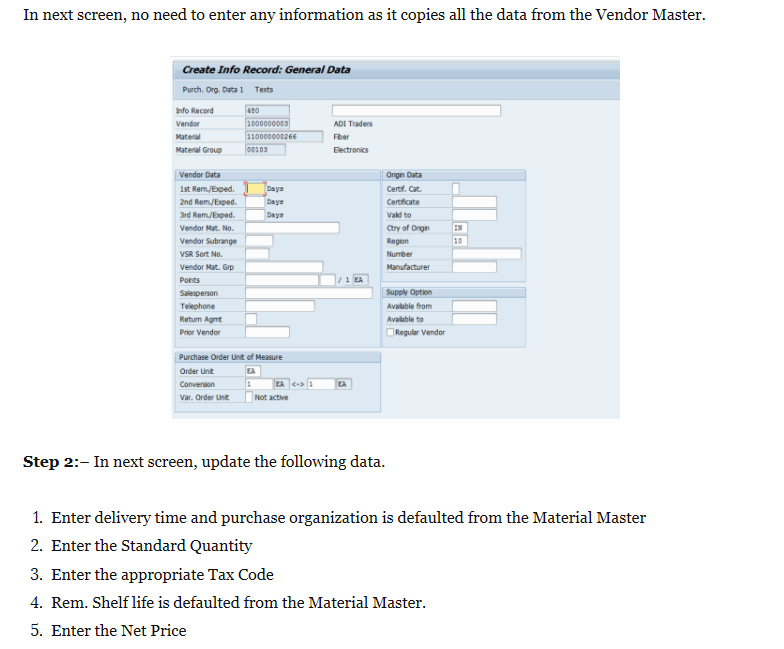 In next screen, no need to enter any information as it copies all the data from the Vendor Master.
Create Info Record: General Data
Purch. Org. Data 1 Texts
Info Record 480
Vendor 1000000003 ADI Traders
Material 110000000266 Fiber
Material Group 00103 Electronics
Vendor Data
1st Rem./Exped. Days
2nd Rem./Exped. Days
3rd Rem./Exped. Days
Vendor Mat. No.
Vendor Subrange
VSR Sort No.
Vendor Mat. Grp
Points / 1 EA
Salesperson
Telephone
Return Agmt
Prior Vendor
Origin Data
Certif. Cat.
Certificate
Valid to
Ctry of Origin IN
Region 10
Number
Manufacturer
Supply Option
Available from
Available to
Regular Vendor
Purchase Order Unit of Measure
Order Unit EA
Conversion 1 EA <-> 1 EA
Var. Order Unit Not active
Step 2:– In next screen, update the following data.
1. Enter delivery time and purchase organization is defaulted from the Material Master
2. Enter the Standard Quantity
3. Enter the appropriate Tax Code
4. Rem. Shelf life is defaulted from the Material Master.
5. Enter the Net Price